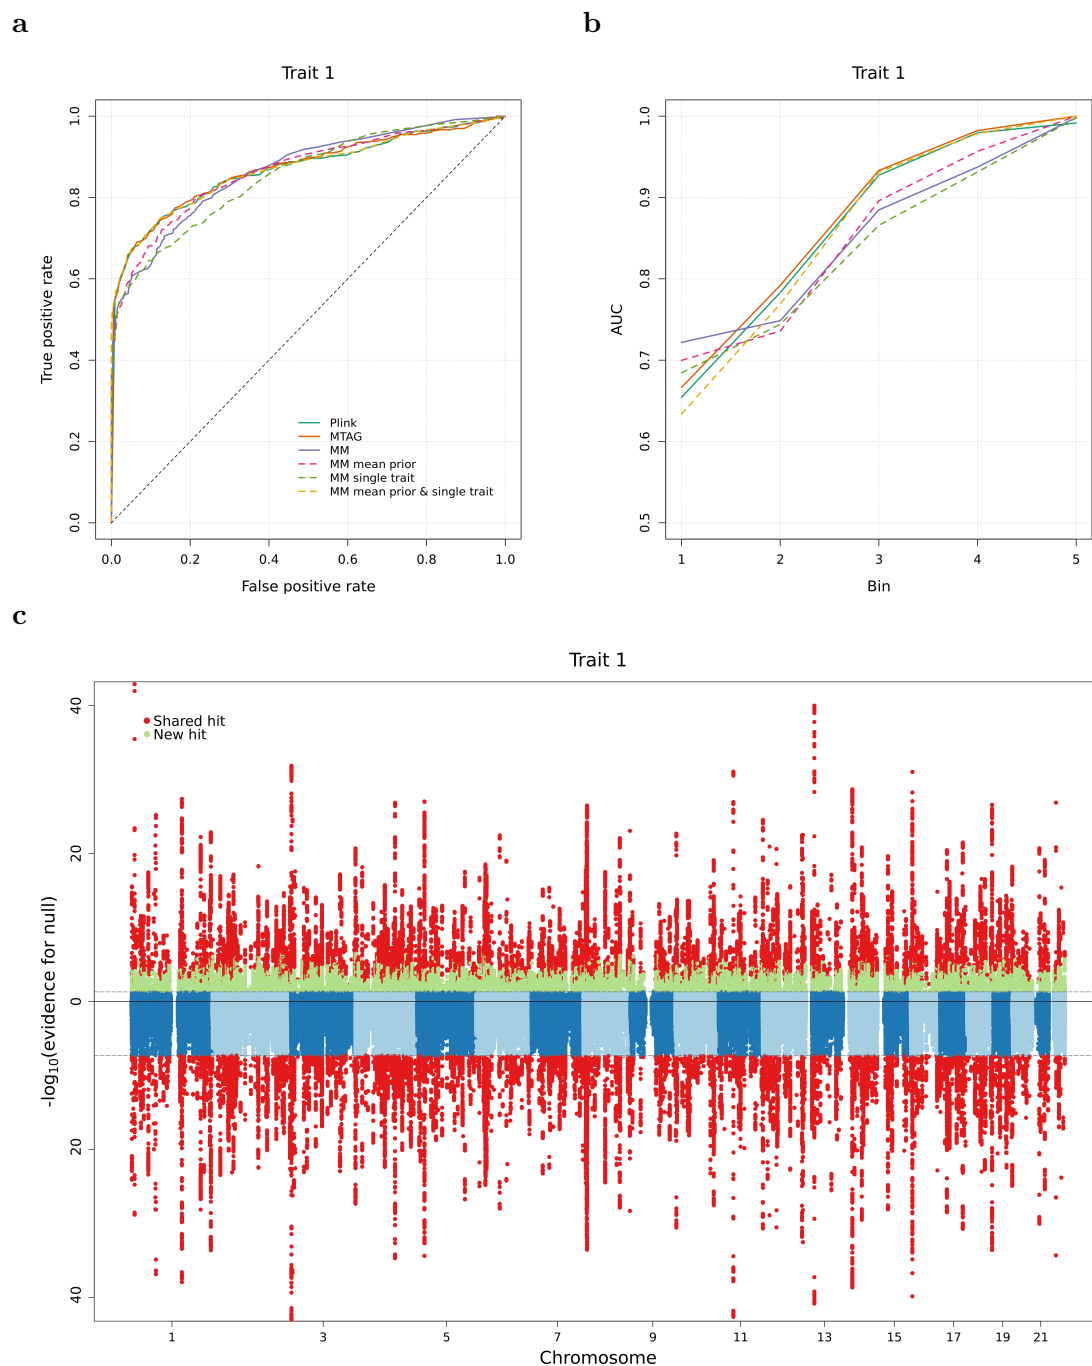 a
Trait 1
True positive rate
0.0
0.2
0.4
0.6
0.8
1.0
Plink
MTAG
MM
MM mean prior
MM single trait
MM mean prior & single trait
0.0 0.2 0.4 0.6 0.8 1.0
False positive rate
b
Trait 1
AUC
0.5
0.6
0.7
0.8
0.9
1.0
1 2 3 4 5
Bin
c
Trait 1
-log10(evidence for null)
40
20
0
20
40
Shared hit
New hit
1 3 5 7 9 11 13 15 17 19 21
Chromosome